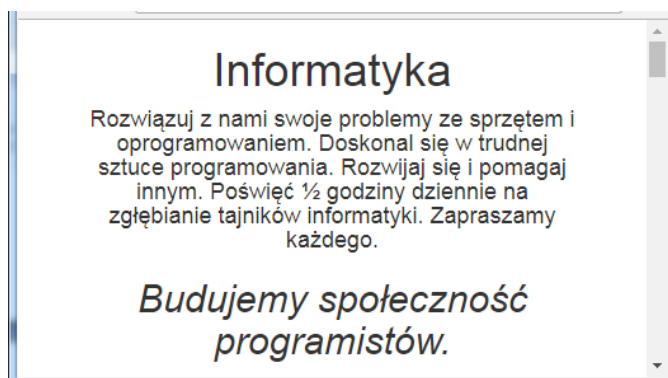 Informatyka
Rozwiązuj z nami swoje problemy ze sprzętem i
oprogramowaniem. Doskonal się w trudnej
sztuce programowania. Rozwijaj się i pomagaj
innym. Poświęć ½ godziny dziennie na
zgłębianie tajników informatyki. Zapraszamy
każdego.
Budujemy społeczność
programistów.